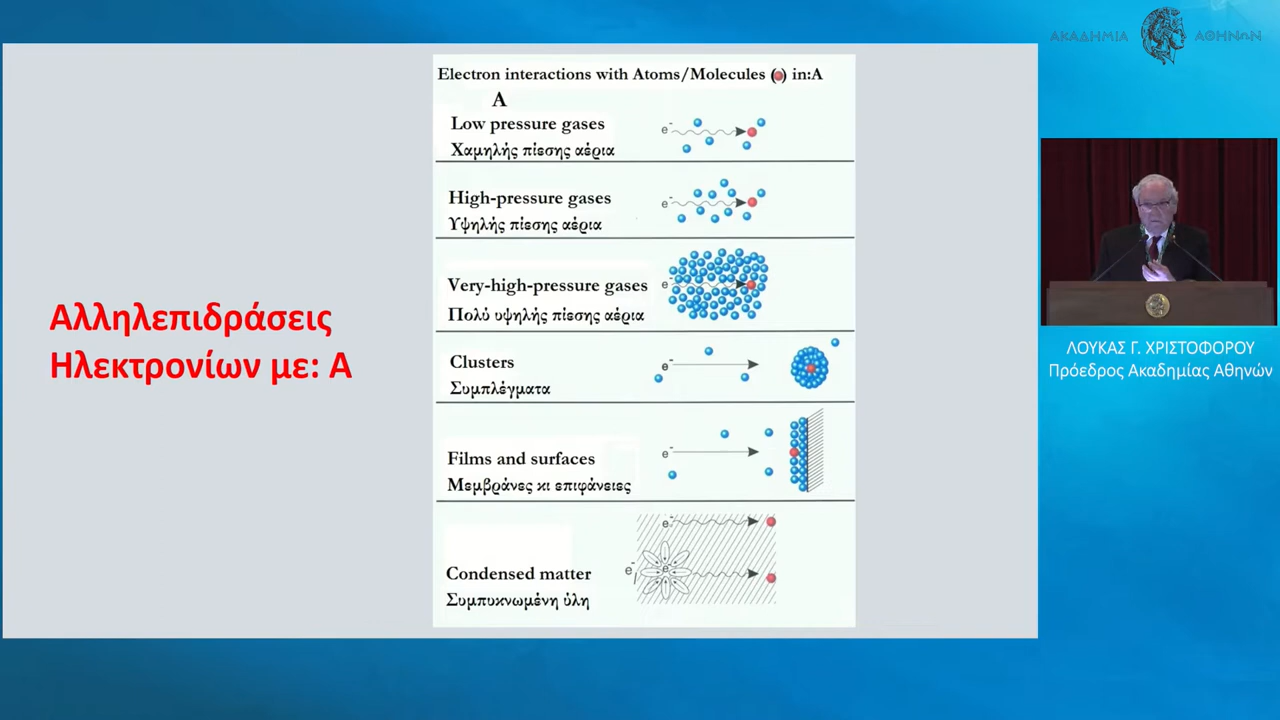 ΑΚΑΔΗΜΙΑ ΑΘΗΝΩΝ
Electron interactions with Atoms/Molecules ( ) in:A
A
Low pressure gases
Χαμηλής πίεσης αέρια
e-
High-pressure gases
Υψηλής πίεσης αέρια
e-
Very-high-pressure gases
Πολύ υψηλής πίεσης αέρια
e-
Clusters
Συμπλέγματα
e-
Films and surfaces
Μεμβράνες κι επιφάνειες
e-
Condensed matter
Συμπυκνωμένη ύλη
e-
e-
e-
Αλληλεπιδράσεις
Ηλεκτρονίων με: Α
ΛΟΥΚΑΣ Γ. ΧΡΙΣΤΟΦΟΡΟΥ
Πρόεδρος Ακαδημίας Αθηνών